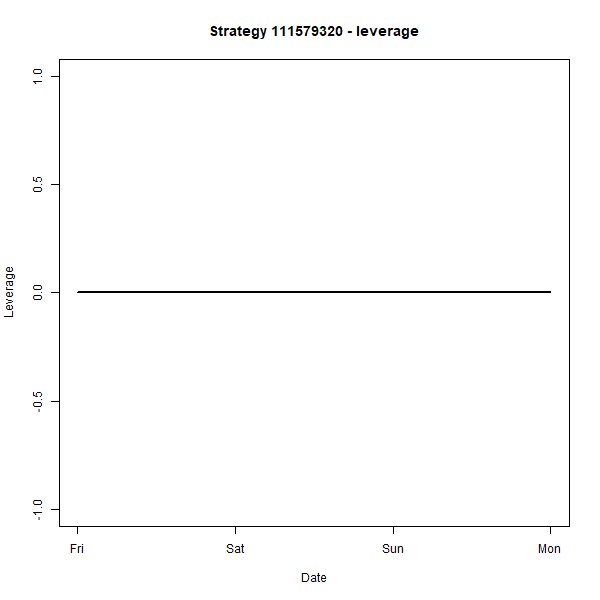 Strategy 111579320 - leverage
1.0
0.5
0.0
-0.5
-1.0
Leverage
Fri Sat Sun Mon
Date